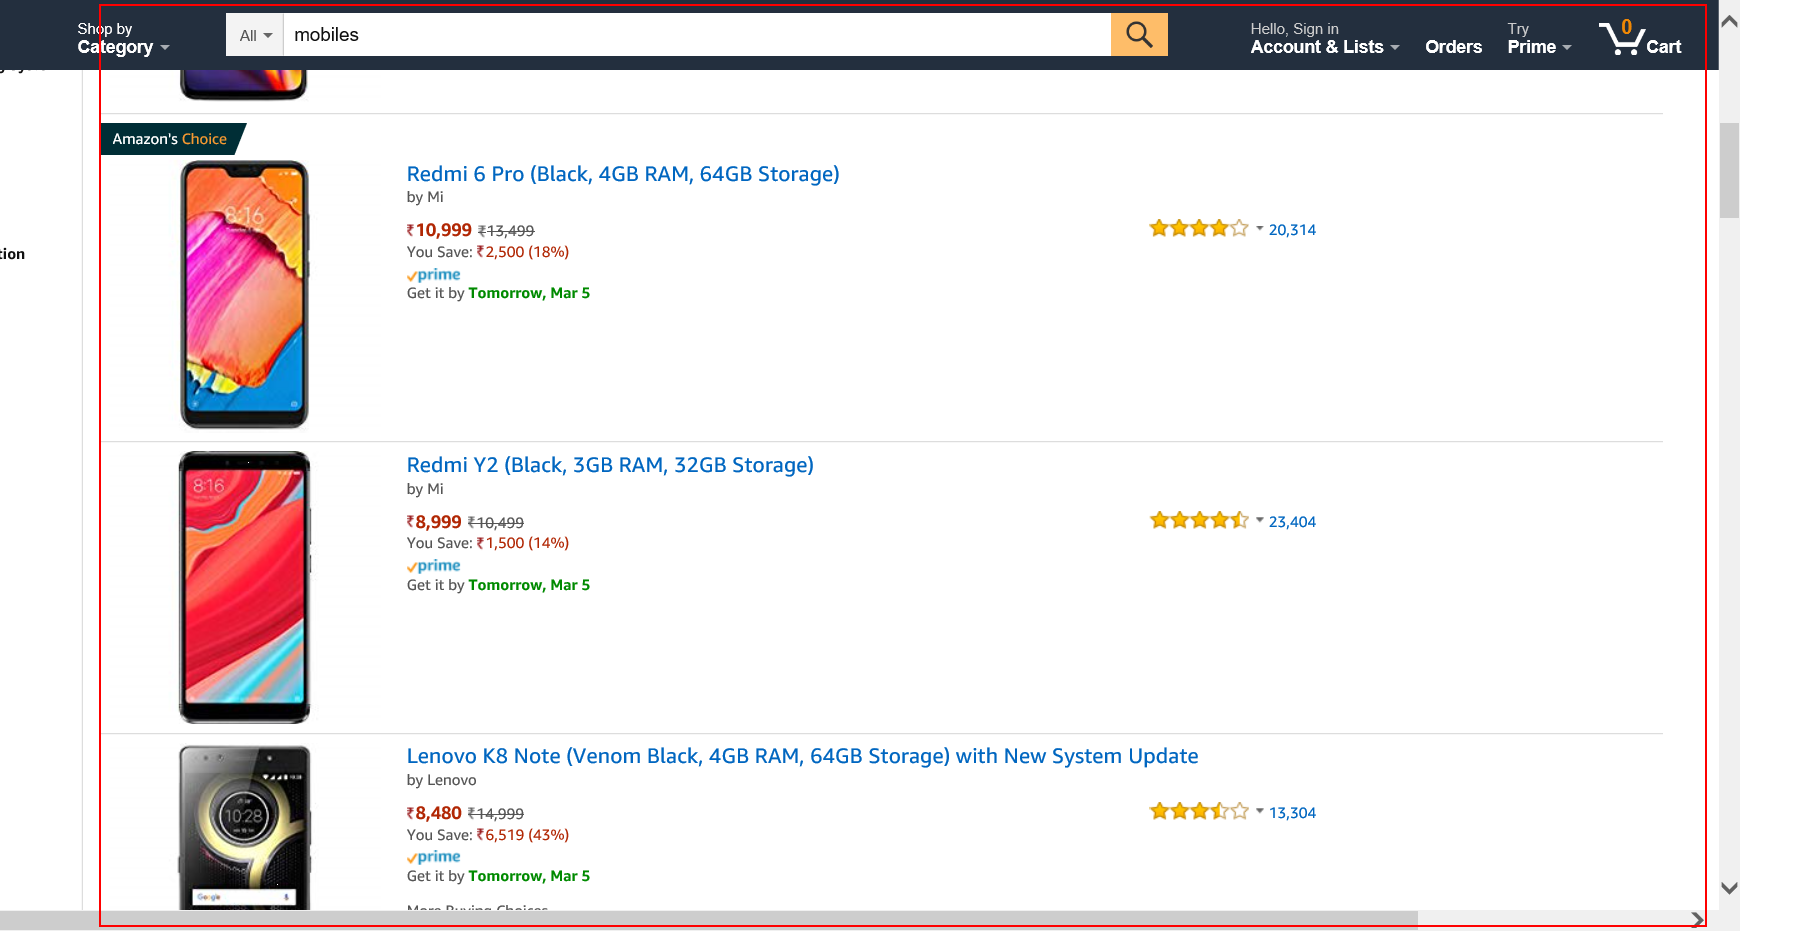 Shop by
Category
All
mobiles
Hello, Sign in
Account & Lists
Orders
Try
Prime
0
Cart
tion
Amazon's Choice
8:16
Redmi 6 Pro (Black, 4GB RAM, 64GB Storage)
by Mi
₹10,999 ₹13,499
20,314
You Save: ₹2,500 (18%)
prime
Get it by Tomorrow, Mar 5
8:16
Redmi Y2 (Black, 3GB RAM, 32GB Storage)
by Mi
₹8,999 ₹10,499
23,404
You Save: ₹1,500 (14%)
prime
Get it by Tomorrow, Mar 5
Lenovo K8 Note (Venom Black, 4GB RAM, 64GB Storage) with New System Update
by Lenovo
10:28
₹8,480 ₹14,999
13,304
You Save: ₹6,519 (43%)
prime
Get it by Tomorrow, Mar 5
Google
More Buying Choices